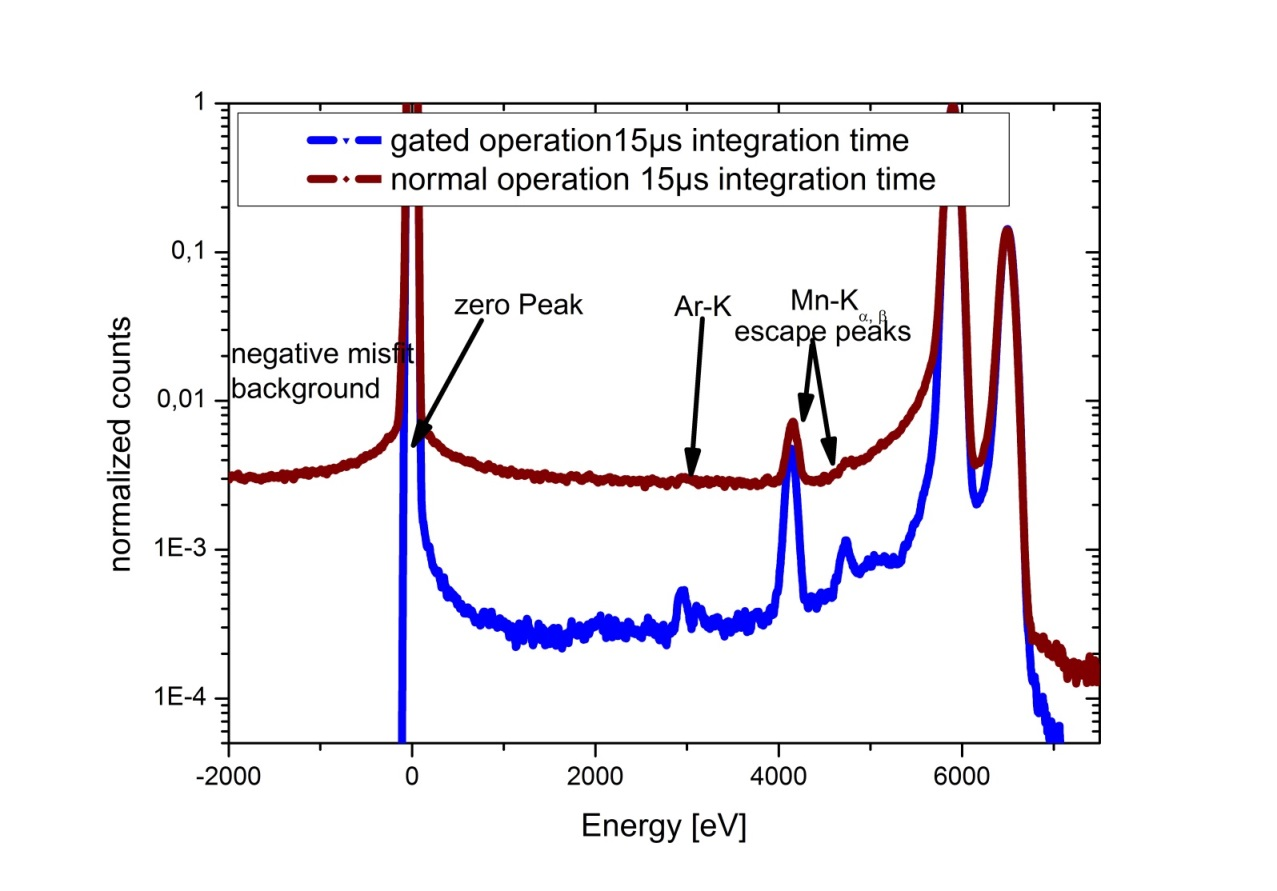 1
gated operation15µs integration time
normal operation 15µs integration time
0,1
zero Peak
Ar-K
Mn-K α, β
escape peaks
negative misfit
background
0,01
1E-3
1E-4
normalized counts
-2000 0 2000 4000 6000
Energy [eV]